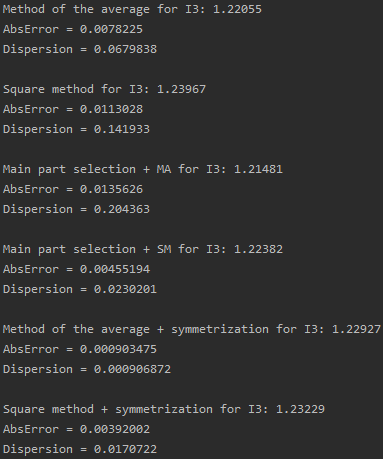 Method of the average for I3: 1.22055
AbsError = 0.0078225
Dispersion = 0.0679838
Square method for I3: 1.23967
AbsError = 0.0113028
Dispersion = 0.141933
Main part selection + MA for I3: 1.21481
AbsError = 0.0135626
Dispersion = 0.204363
Main part selection + SM for I3: 1.22382
AbsError = 0.00455194
Dispersion = 0.0230201
Method of the average + symmetrization for I3: 1.22927
AbsError = 0.000903475
Dispersion = 0.000906872
Square method + symmetrization for I3: 1.23229
AbsError = 0.00392002
Dispersion = 0.0170722